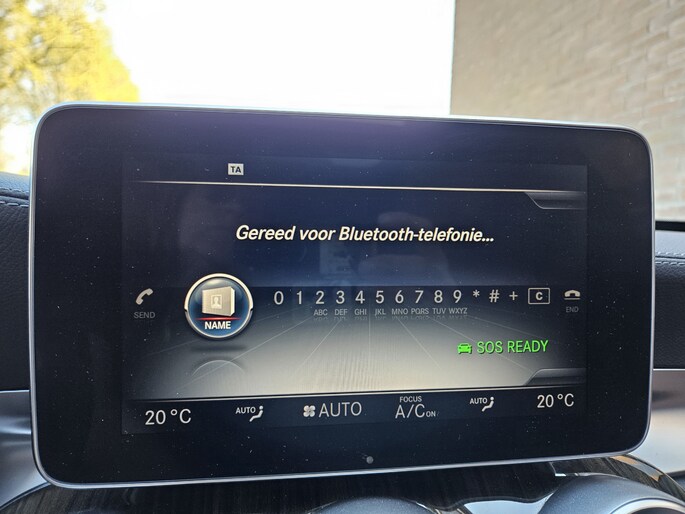 TA
Gereed voor Bluetooth-telefonie...
SEND
NAME
0 1 2 3 4 5 6 7 8 9 * # + C
ABC DEF GHI JKL MNO PQRS TUV WXYZ
END
SOS READY
20 °C AUTO AUTO FOCUS A/C ON AUTO 20 °C